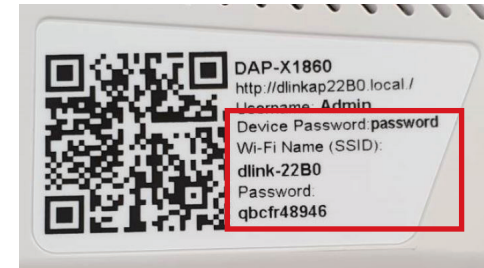 DAP-X1860
http://dlinkap22B0.local./
Username: Admin
Device Password:password
Wi-Fi Name (SSID):
dlink-22B0
Password:
qbcfr48946